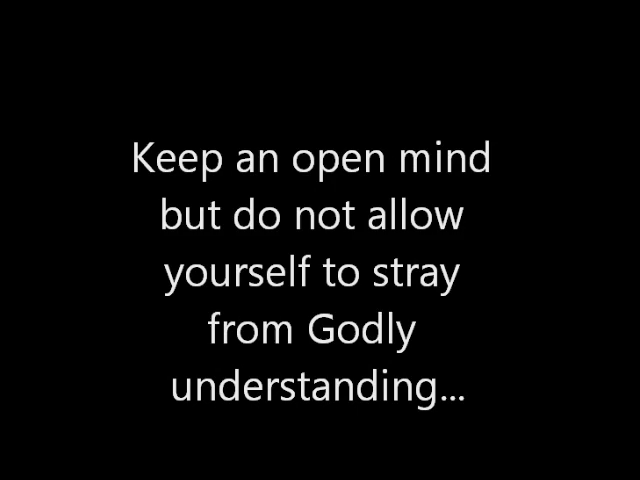 Keep an open mind
but do not allow
yourself to stray
from Godly
understanding...